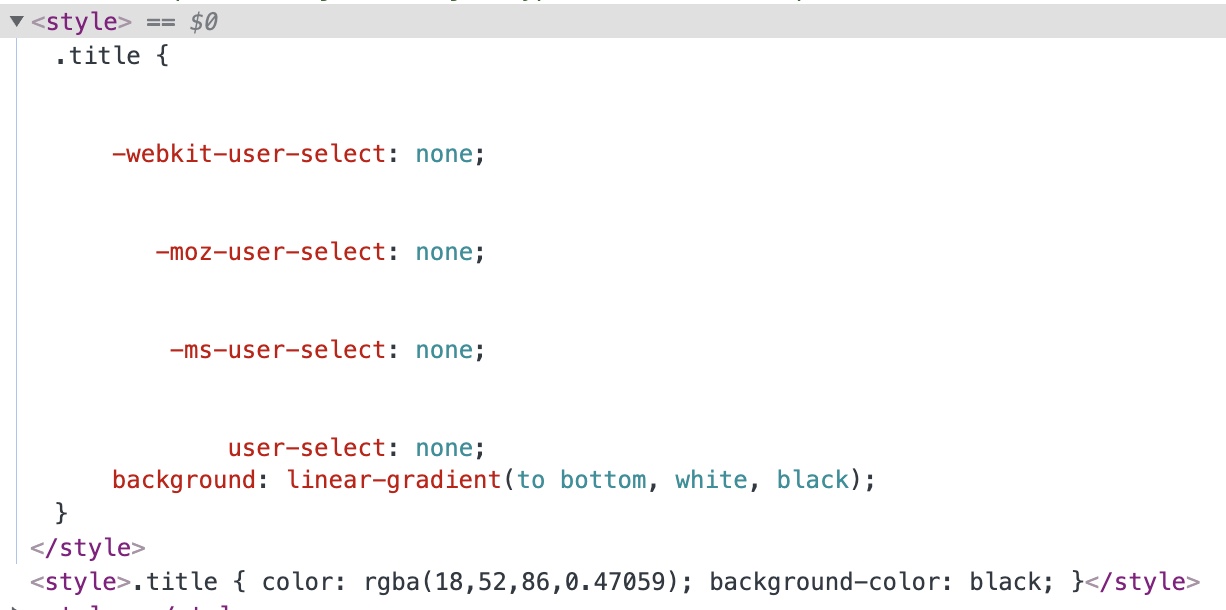 ▼<style> == $0
.title {
-webkit-user-select: none;
-moz-user-select: none;
-ms-user-select: none;
user-select: none;
background: linear-gradient(to bottom, white, black);
}
</style>
<style>.title { color: rgba(18,52,86,0.47059); background-color: black; }</style>